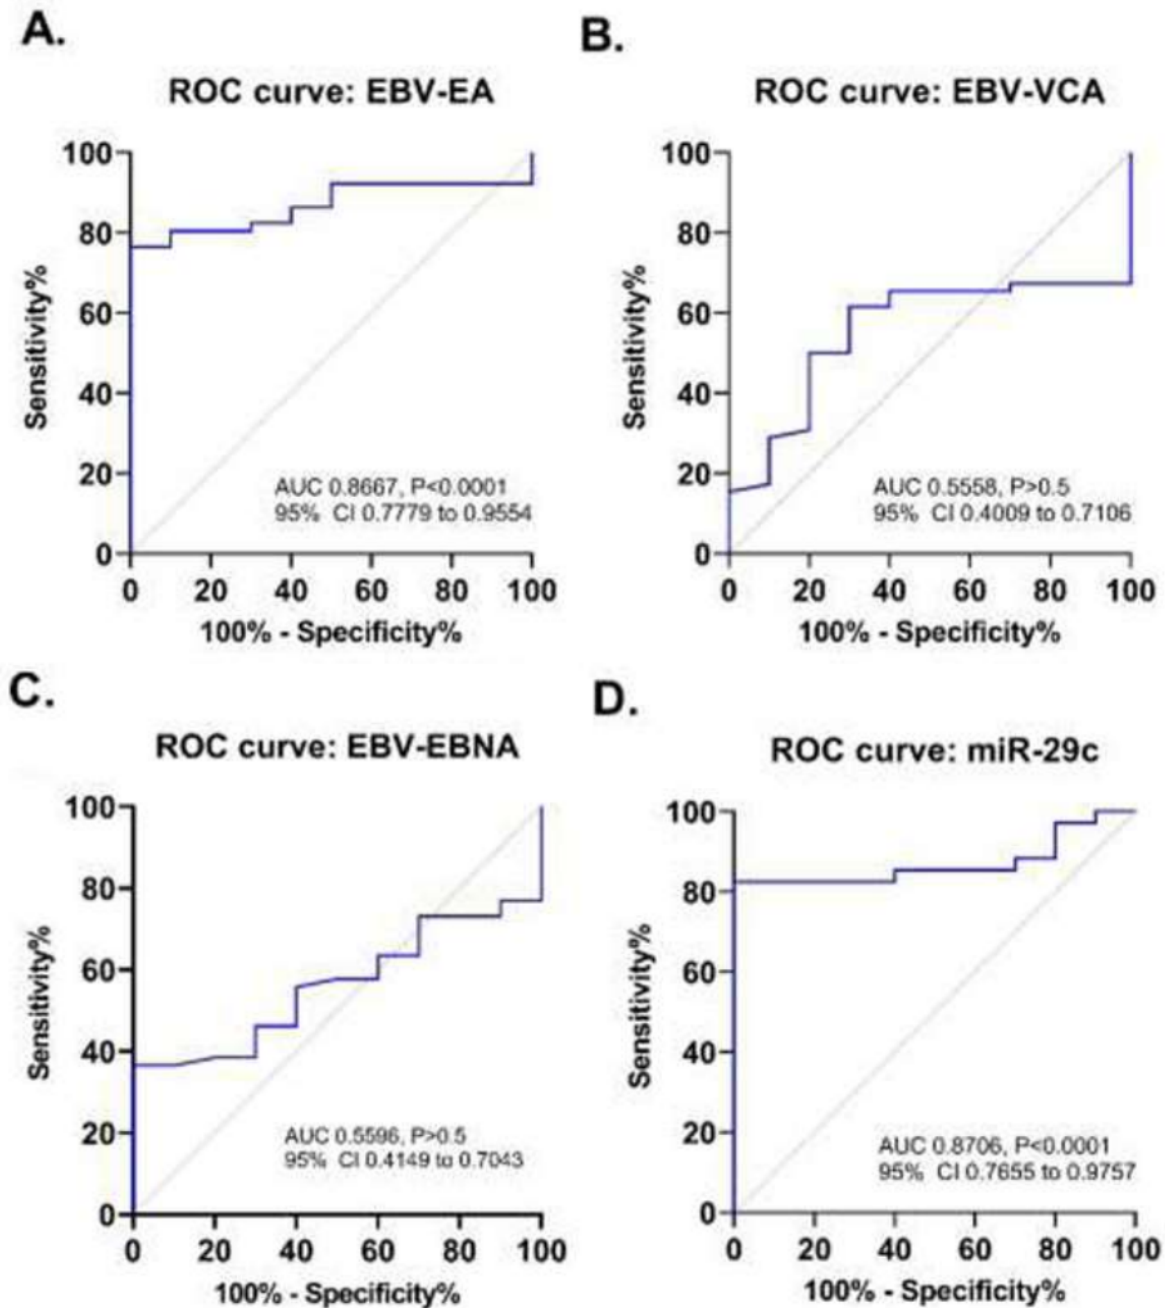 A.
ROC curve: EBV-EA
100
80
60
40
20
0
Sensitivity%
AUC 0.8667, P<0.0001
95% CI 0.7779 to 0.9554
0 20 40 60 80 100
100% - Specificity%
B.
ROC curve: EBV-VCA
100
80
60
40
20
0
Sensitivity%
AUC 0.5558, P>0.5
95% CI 0.4009 to 0.7106
0 20 40 60 80 100
100% - Specificity%
C.
ROC curve: EBV-EBNA
100
80
60
40
20
0
Sensitivity%
AUC 0.5596, P>0.5
95% CI 0.4149 to 0.7043
0 20 40 60 80 100
100% - Specificity%
D.
ROC curve: miR-29c
100
80
60
40
20
0
Sensitivity%
AUC 0.8706, P<0.0001
95% CI 0.7655 to 0.9757
0 20 40 60 80 100
100% - Specificity%